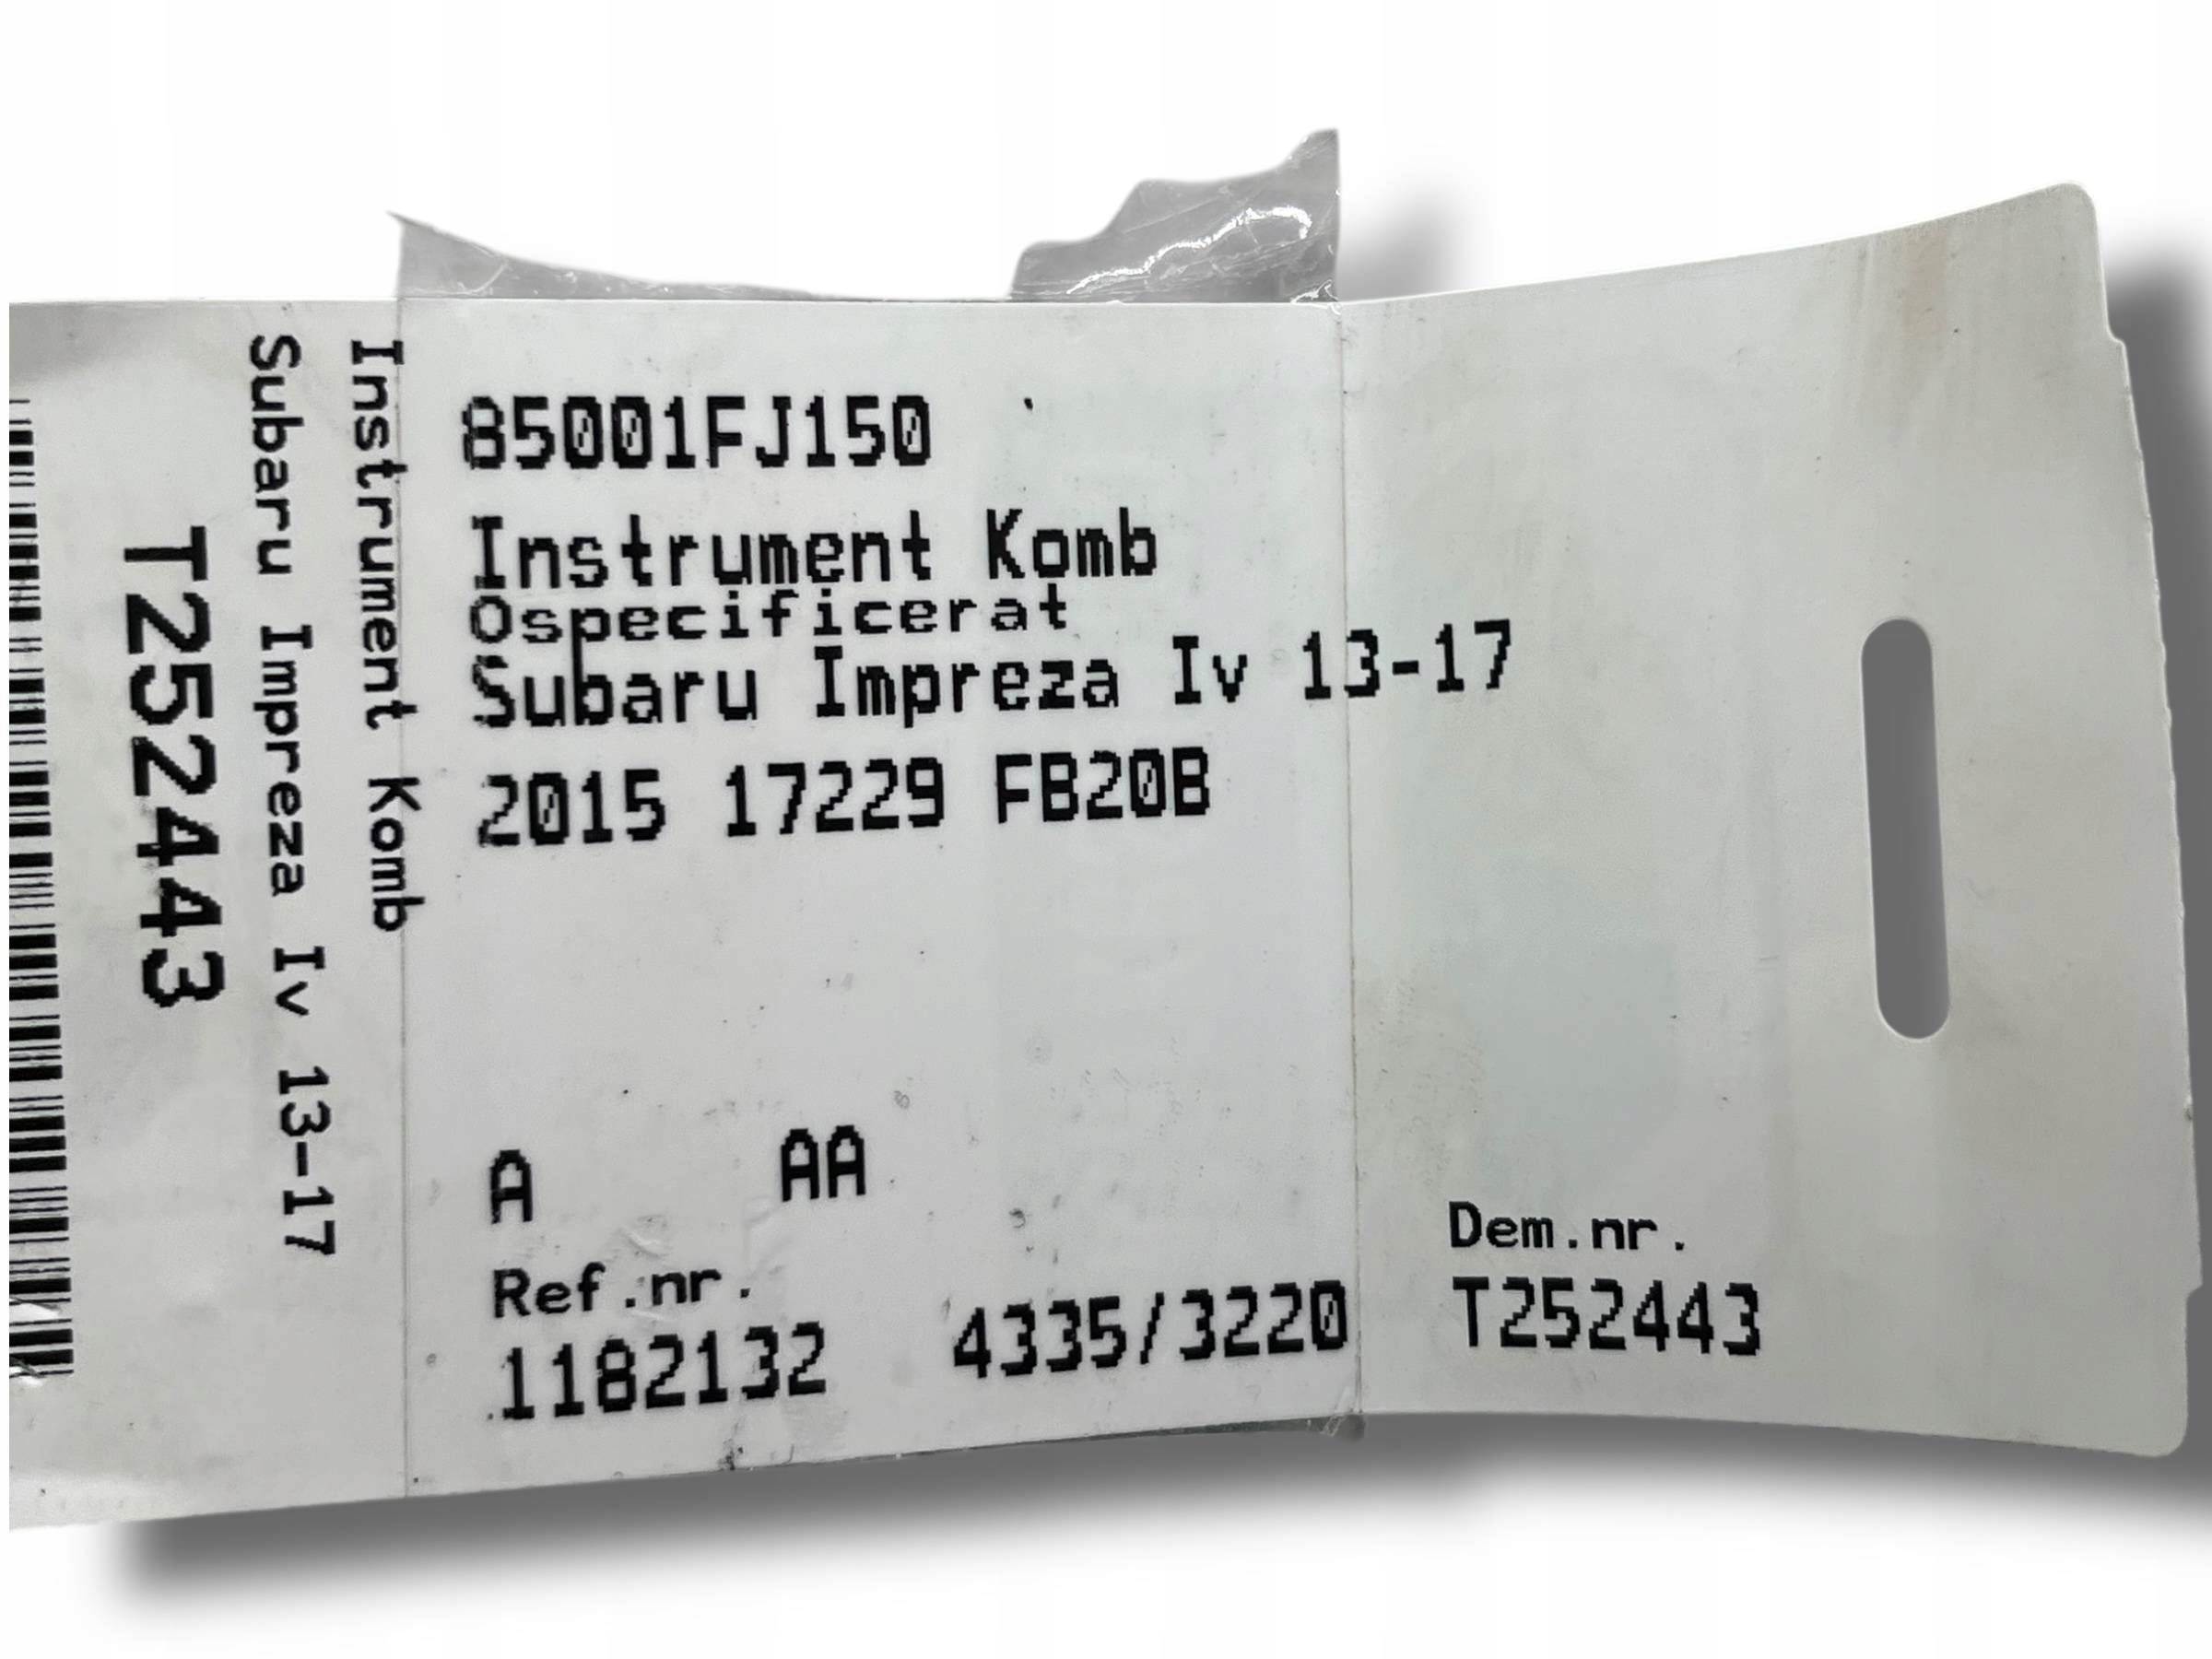 85001FJ150
Instrument Komb
Ospecificerat
Subaru Impreza Iv 13-17
2015 17229 FB20B
A AA
Ref.nr.
1182132 4335/3220
Dem.nr.
T252443
Instrument Komb
Subaru Impreza Iv 13-17
T252443